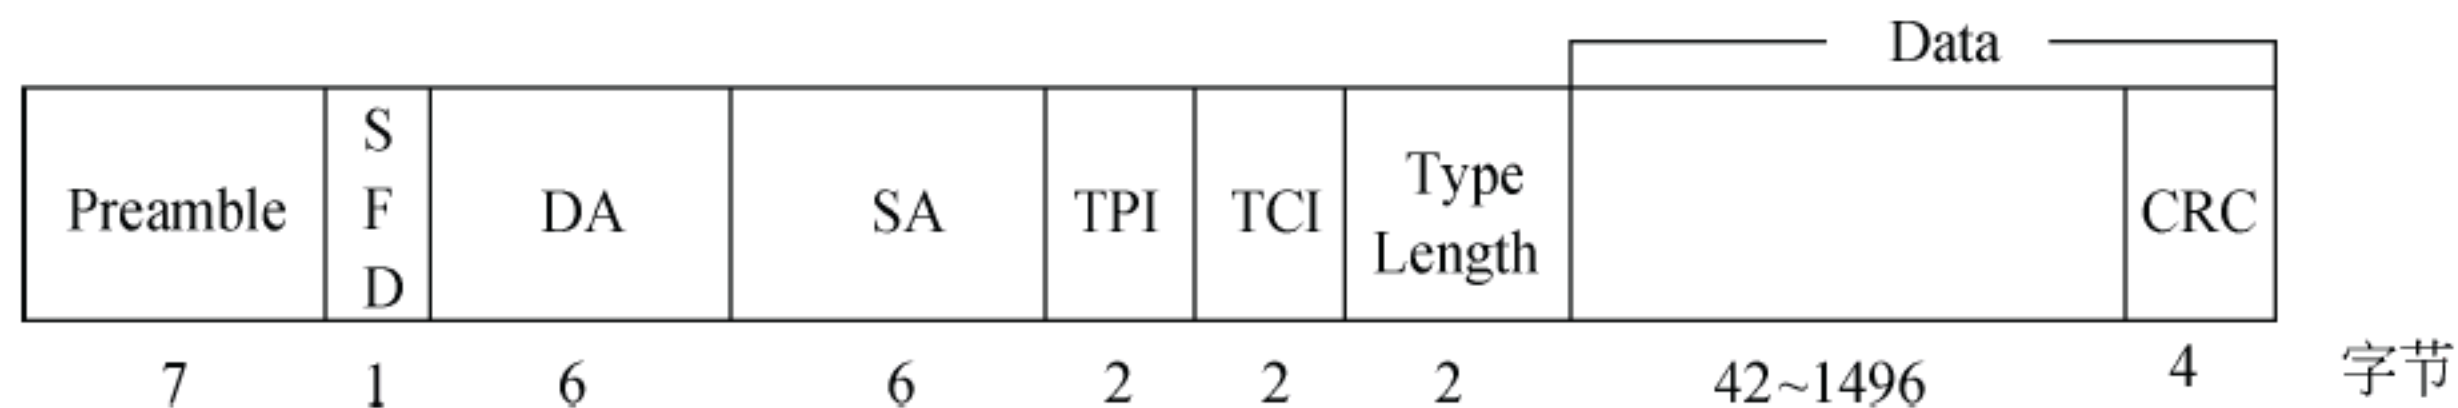 Data
Preamble
S
F
D
DA
SA
TPI
TCI
Type
Length
CRC
7 1 6 6 2 2 2 42~1496 4 字节